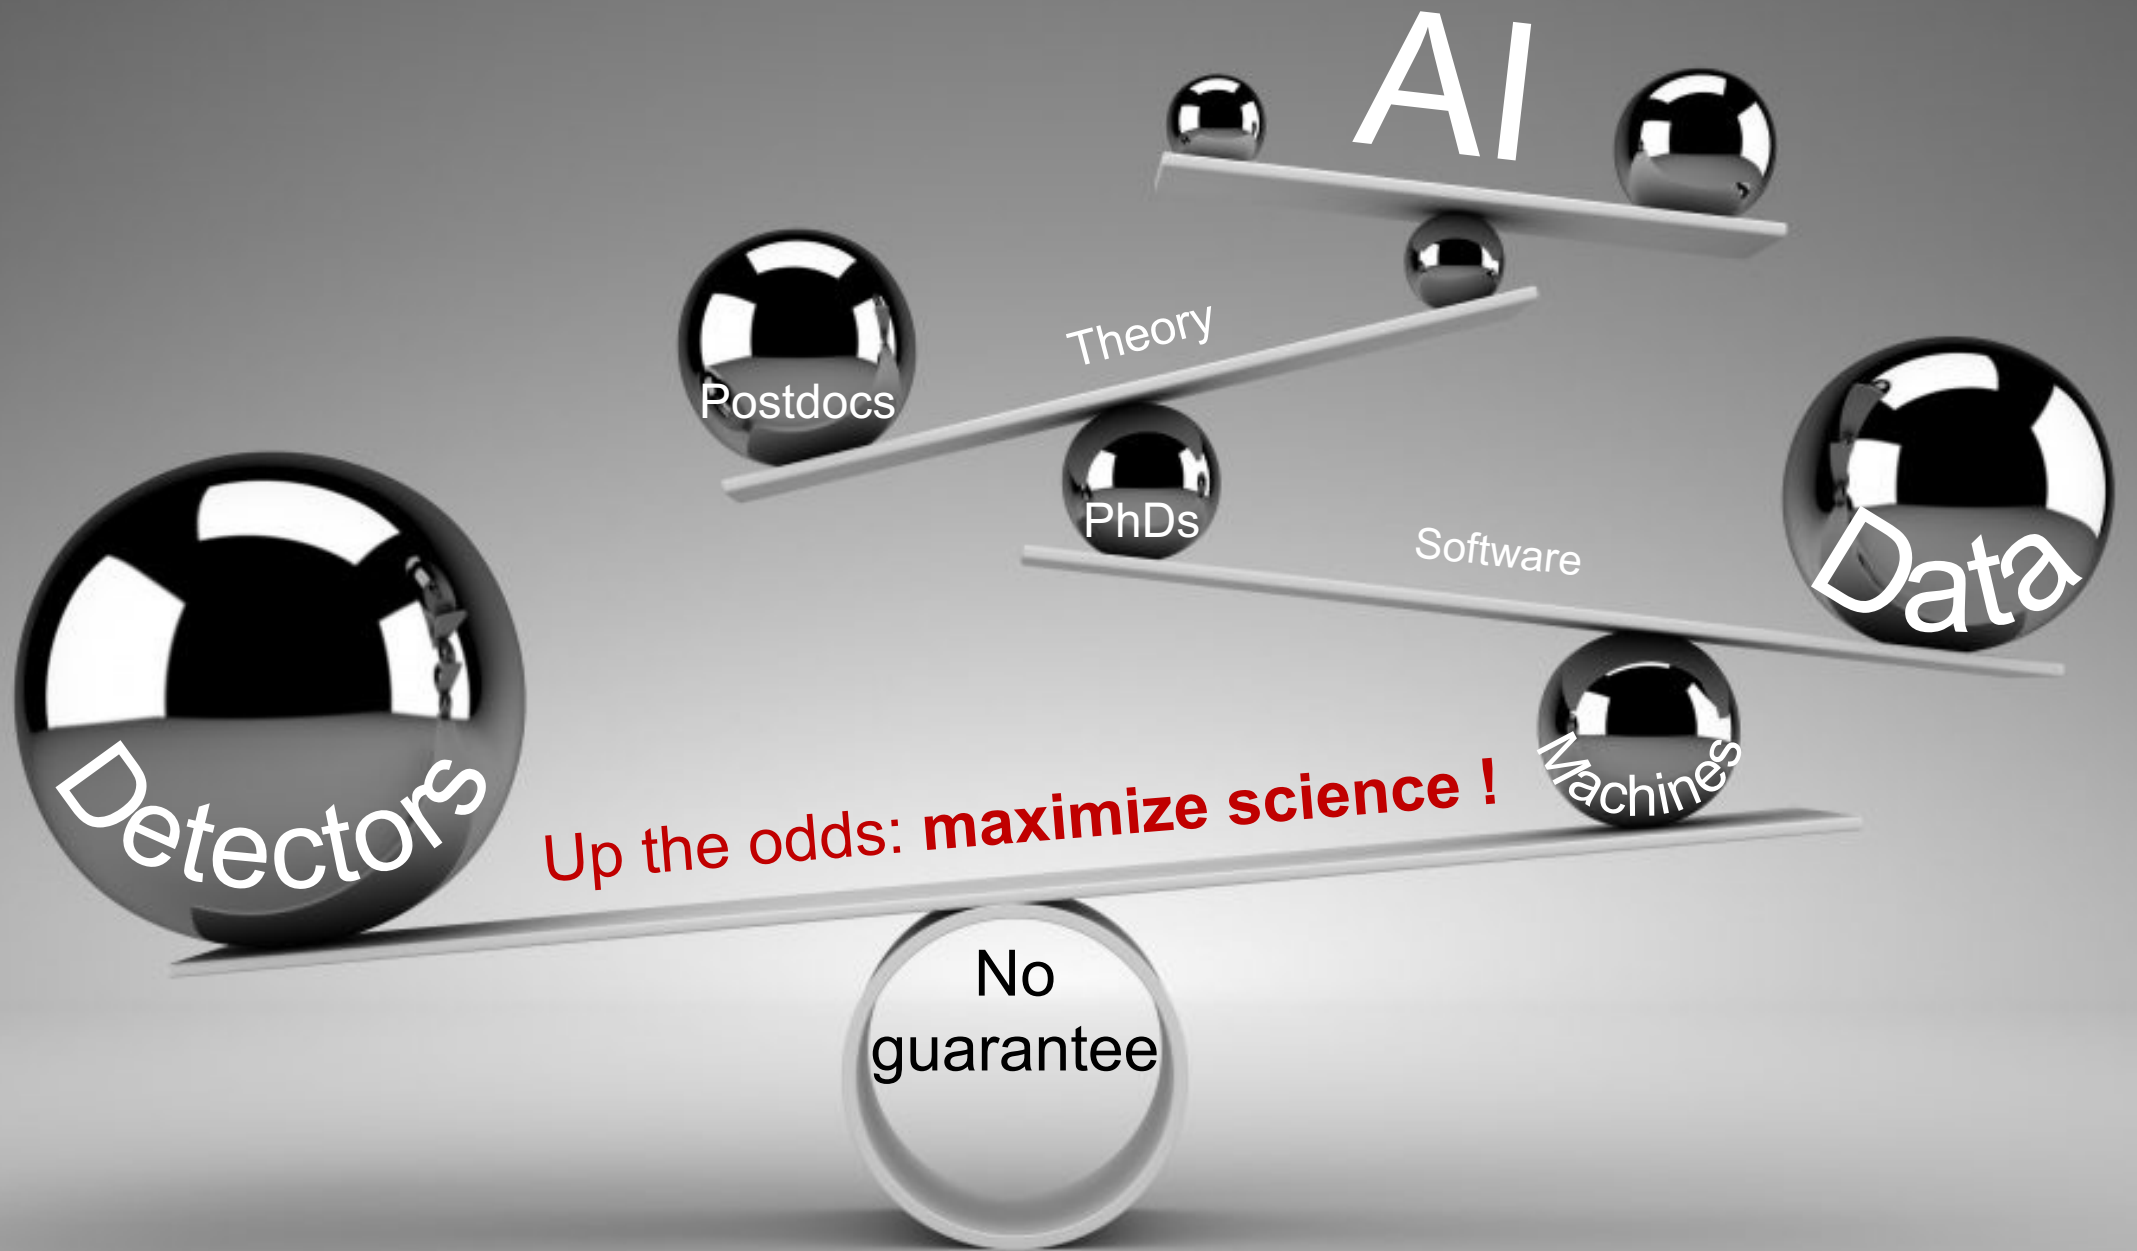 AI
Theory
Postdocs
PhDs
Software
Data
Machines
Detectors
Up the odds: maximize science !
No
guarantee